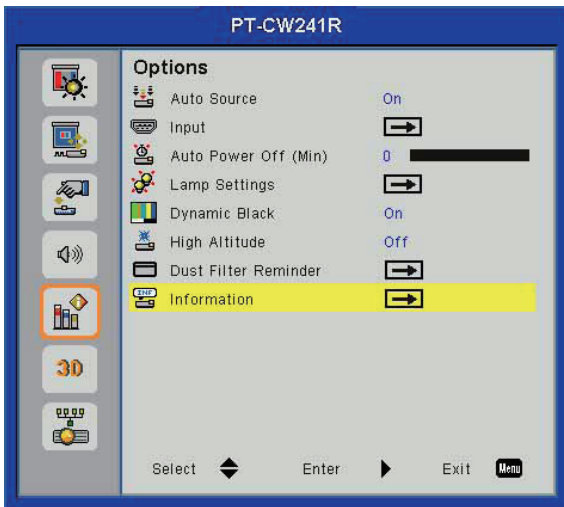 PT-CW241R
Options
Auto Source On
Input
Auto Power Off (Min) 0
Lamp Settings
Dynamic Black On
High Altitude Off
Dust Filter Reminder
INF Information
3D
Select Enter Exit Menu